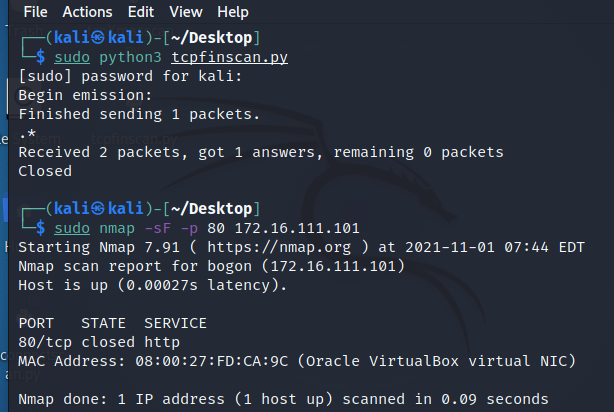 File Actions Edit View Help
┌──(kali㉿kali)-[~/Desktop]
└─$ sudo python3 tcpfinscan.py
[sudo] password for kali:
Begin emission:
Finished sending 1 packets.
.*
Received 2 packets, got 1 answers, remaining 0 packets
Closed
┌──(kali㉿kali)-[~/Desktop]
└─$ sudo nmap -sF -p 80 172.16.111.101
Starting Nmap 7.91 ( https://nmap.org ) at 2021-11-01 07:44 EDT
Nmap scan report for bogon (172.16.111.101)
Host is up (0.00027s latency).
PORT   STATE  SERVICE
80/tcp closed http
MAC Address: 08:00:27:FD:CA:9C (Oracle VirtualBox virtual NIC)
Nmap done: 1 IP address (1 host up) scanned in 0.09 seconds